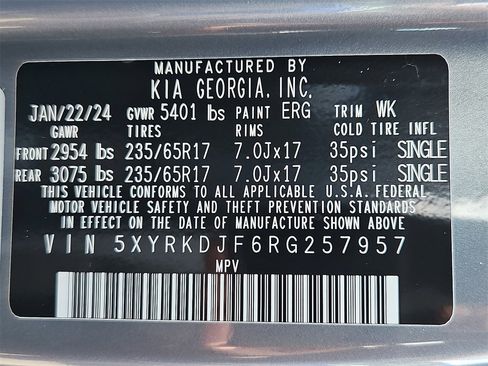 MANUFACTURED BY
KIA GEORGIA, INC.
JAN/22/24 GVWR 5401 lbs PAINT ERG TRIM WK
GAWR TIRES RIMS COLD TIRE INFL
FRONT 2954 lbs 235/65R17 7.0Jx17 35psi SINGLE
REAR 3075 lbs 235/65R17 7.0Jx17 35psi SINGLE
THIS VEHICLE CONFORMS TO ALL APPLICABLE U.S.A. FEDERAL
MOTOR VEHICLE SAFETY AND THEFT PREVENTION STANDARDS
IN EFFECT ON THE DATE OF MANUFACTURE SHOWN ABOVE
VIN 5XYRKDJF6RG257957
MPV